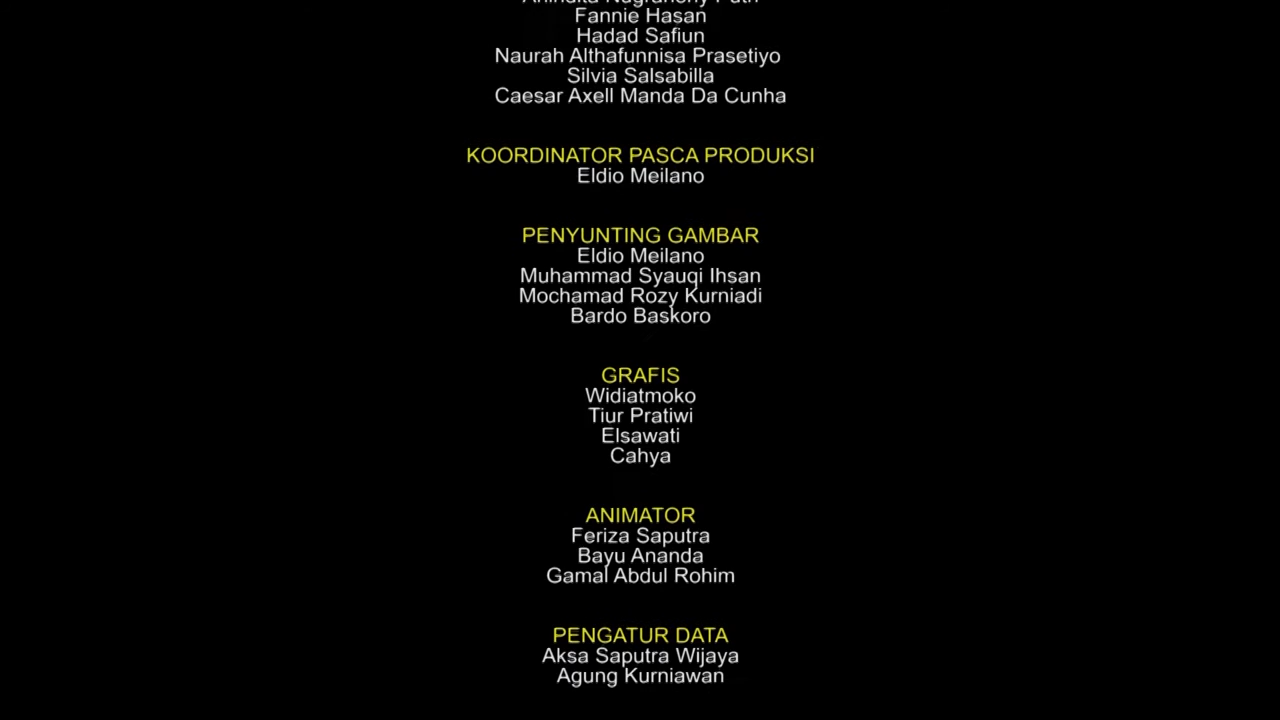 Fannie Hasan
Hadad Safiun
Naurah Althafunnisa Prasetiyo
Silvia Salsabilla
Caesar Axell Manda Da Cunha
KOORDINATOR PASCA PRODUKSI
Eldio Meilano
PENYUNTING GAMBAR
Eldio Meilano
Muhammad Syauqi Ihsan
Mochamad Rozy Kurniadi
Bardo Baskoro
GRAFIS
Widiatmoko
Tiur Pratiwi
Elsawati
Cahya
ANIMATOR
Feriza Saputra
Bayu Ananda
Gamal Abdul Rohim
PENGATUR DATA
Aksa Saputra Wijaya
Agung Kurniawan